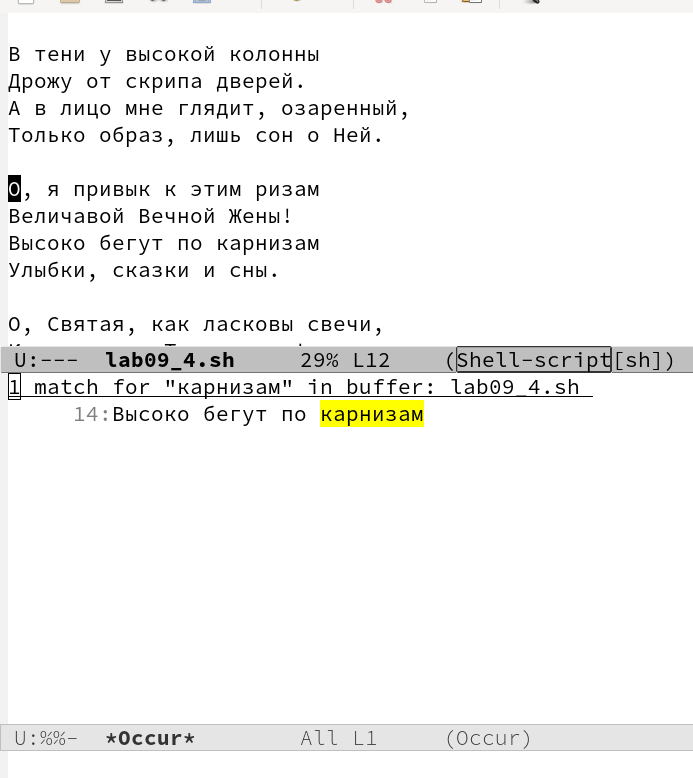 В тени у высокой колонны
Дрожу от скрипа дверей.
А в лицо мне глядит, озаренный,
Только образ, лишь сон о Ней.
О, я привык к этим ризам
Величавой Вечной Жены!
Высоко бегут по карнизам
Улыбки, сказки и сны.
О, Святая, как ласковы свечи,
U:--- lab09_4.sh 29% L12 (Shell-script[sh])
1 match for "карнизам" in buffer: lab09_4.sh
14:Высоко бегут по карнизам
U:%%- *Occur* All L1 (Occur)